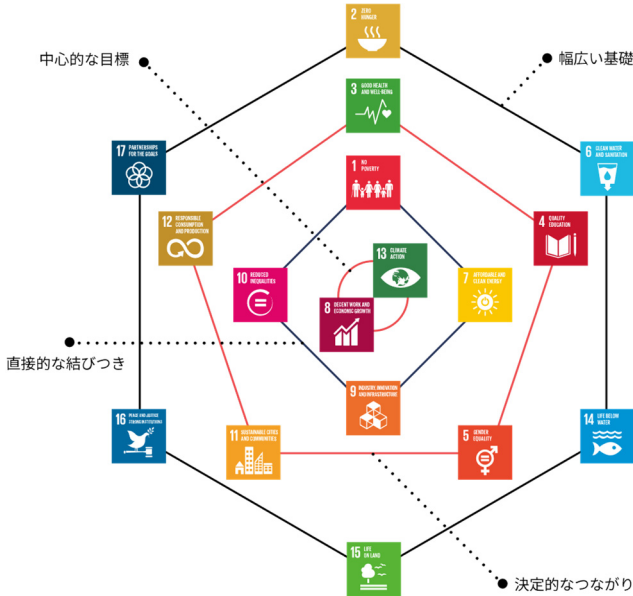 2 ZERO
HUNGER
中心的な目標
幅広い基礎
3 GOOD HEALTH
AND WELL-BEING
17 PARTNERSHIPS
FOR THE GOALS
6 CLEAN WATER
AND SANITATION
1 NO
POVERTY
12 RESPONSIBLE
CONSUMPTION
AND PRODUCTION
4 QUALITY
EDUCATION
13 CLIMATE
ACTION
10 REDUCED
INEQUALITIES
7 AFFORDABLE AND
CLEAN ENERGY
8 DECENT WORK AND
ECONOMIC GROWTH
直接的な結びつき
9 INDUSTRY, INNOVATION
AND INFRASTRUCTURE
16 PEACE AND JUSTICE
STRONG INSTITUTIONS
14 LIFE BELOW
WATER
11 SUSTAINABLE CITIES
AND COMMUNITIES
5 GENDER
EQUALITY
15 LIFE
ON LAND
決定的なつながり